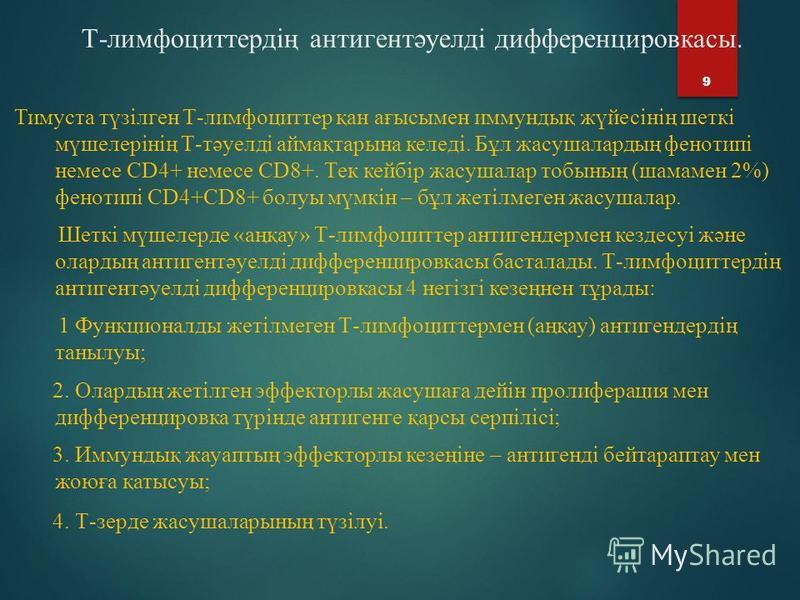 Т-лимфоциттердің антигентәуелді дифференцировкасы.
9
Тимуста түзілген Т-лимфоциттер қан ағысымен иммундық жүйесінің шеткі
мүшелерінің Т-тәуелді аймақтарына келеді. Бұл жасушалардың фенотипі
немесе CD4+ немесе CD8+. Тек кейбір жасушалар тобының (шамамен 2%)
фенотипі CD4+CD8+ болуы мүмкін – бұл жетілмеген жасушалар.
Шеткі мүшелерде «аңқау» Т-лимфоциттер антигендермен кездесуі және
олардың антигентәуелді дифференцировкасы басталады. Т-лимфоциттердің
антигентәуелді дифференцировкасы 4 негізгі кезеңнен тұрады:
1 Функционалды жетілмеген Т-лимфоциттермен (аңқау) антигендердің
танылуы;
2. Олардың жетілген эффекторлы жасушаға дейін пролиферация мен
дифференцировка түрінде антигенге қарсы серпілісі;
3. Иммундық жауаптың эффекторлы кезеңіне – антигенді бейтараптау мен
жоюға қатысуы;
4. Т-зерде жасушаларының түзілуі.
MyShared